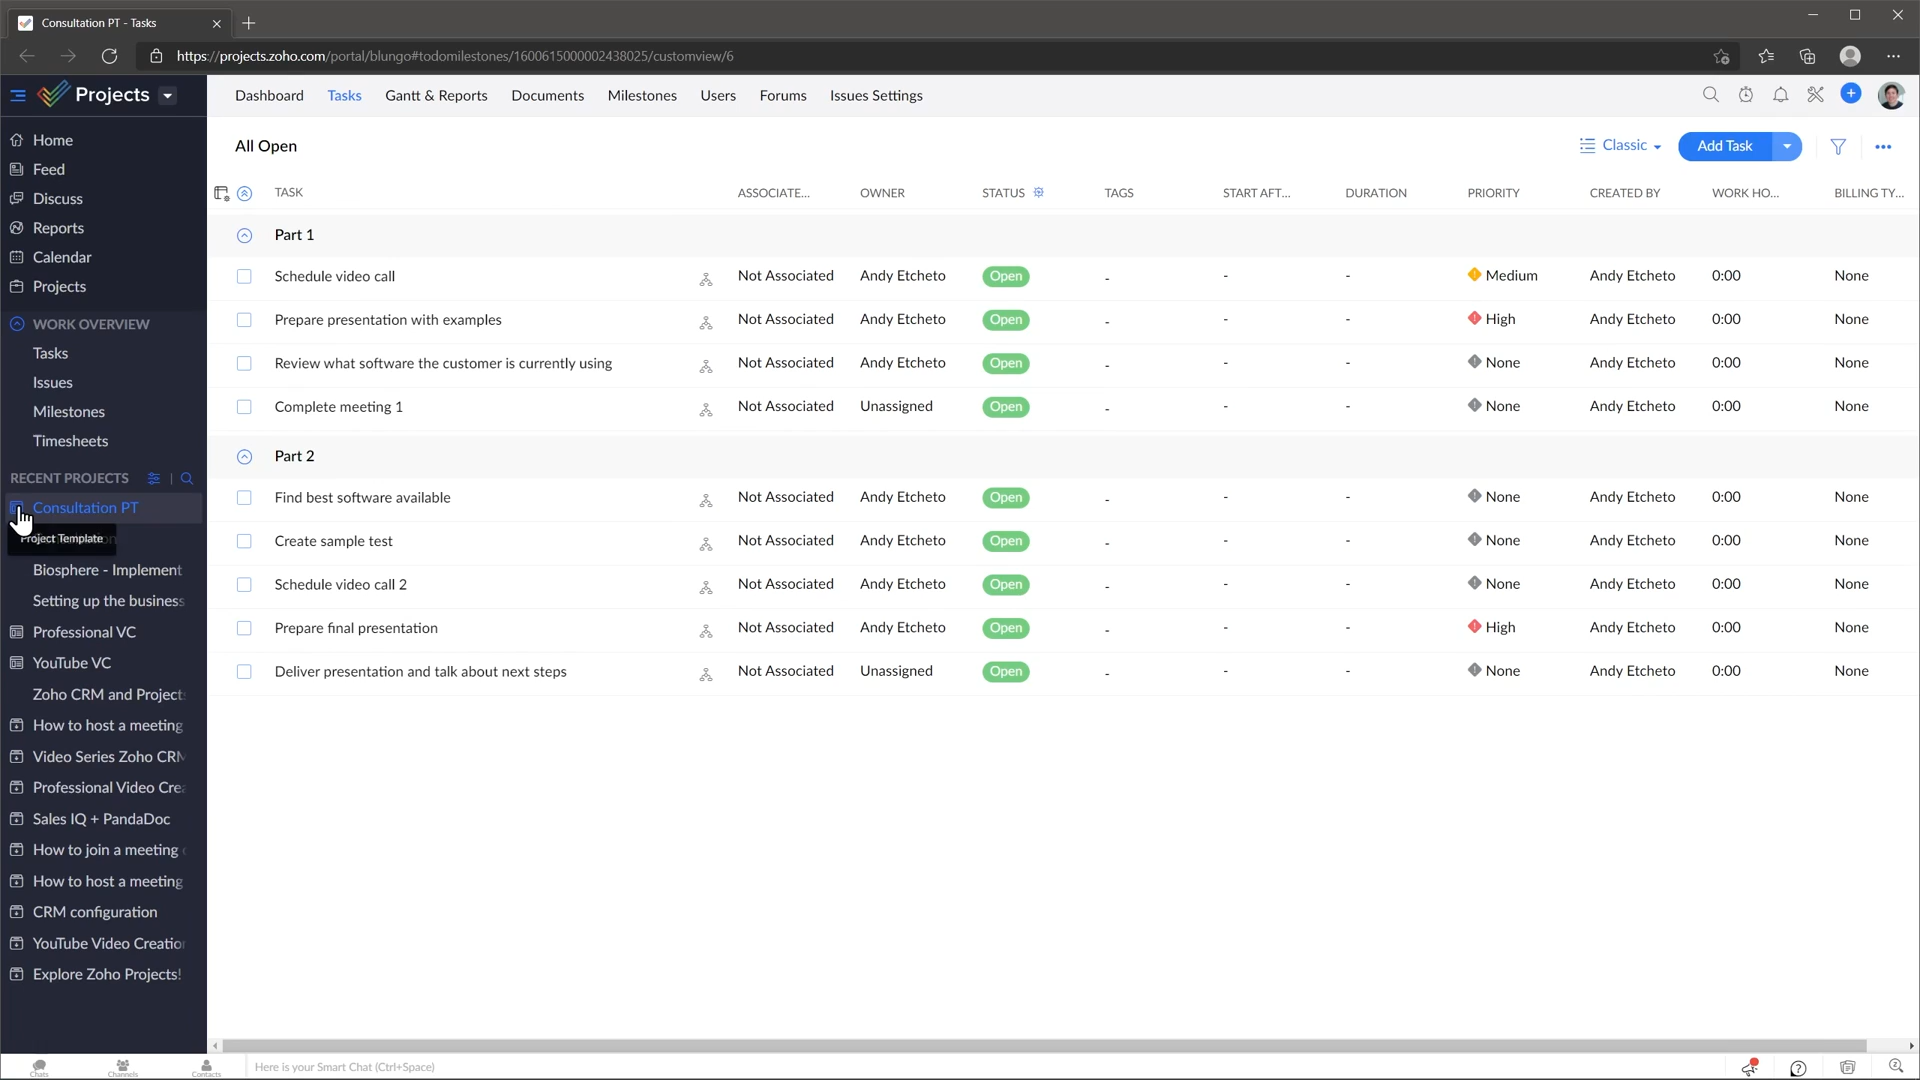 Consultation PT - Tasks
https://projects.zoho.com/portal/blungo#todomilestones/1600615000002438025/customview/6
Projects
Dashboard Tasks Gantt & Reports Documents Milestones Users Forums Issues Settings
Home
Feed
Discuss
Reports
Calendar
Projects
WORK OVERVIEW
Tasks
Issues
Milestones
Timesheets
RECENT PROJECTS
Consultation PT
Project Template
Biosphere - Implement
Setting up the business
Professional VC
YouTube VC
Zoho CRM and Projects
How to host a meeting
Video Series Zoho CRM
Professional Video Crea
Sales IQ + PandaDoc
How to join a meeting
How to host a meeting
CRM configuration
YouTube Video Creation
Explore Zoho Projects!
All Open
Classic
Add Task
TASK ASSOCIATE... OWNER STATUS TAGS START AFT... DURATION PRIORITY CREATED BY WORK HO... BILLING TY...
Part 1
Schedule video call Not Associated Andy Etcheto Open - - - Medium Andy Etcheto 0:00 None
Prepare presentation with examples Not Associated Andy Etcheto Open - - - High Andy Etcheto 0:00 None
Review what software the customer is currently using Not Associated Andy Etcheto Open - - - None Andy Etcheto 0:00 None
Complete meeting 1 Not Associated Unassigned Open - - - None Andy Etcheto 0:00 None
Part 2
Find best software available Not Associated Andy Etcheto Open - - - None Andy Etcheto 0:00 None
Create sample test Not Associated Andy Etcheto Open - - - None Andy Etcheto 0:00 None
Schedule video call 2 Not Associated Andy Etcheto Open - - - None Andy Etcheto 0:00 None
Prepare final presentation Not Associated Andy Etcheto Open - - - High Andy Etcheto 0:00 None
Deliver presentation and talk about next steps Not Associated Unassigned Open - - - None Andy Etcheto 0:00 None
Chats Channels Contacts
Here is your Smart Chat (Ctrl+Space)